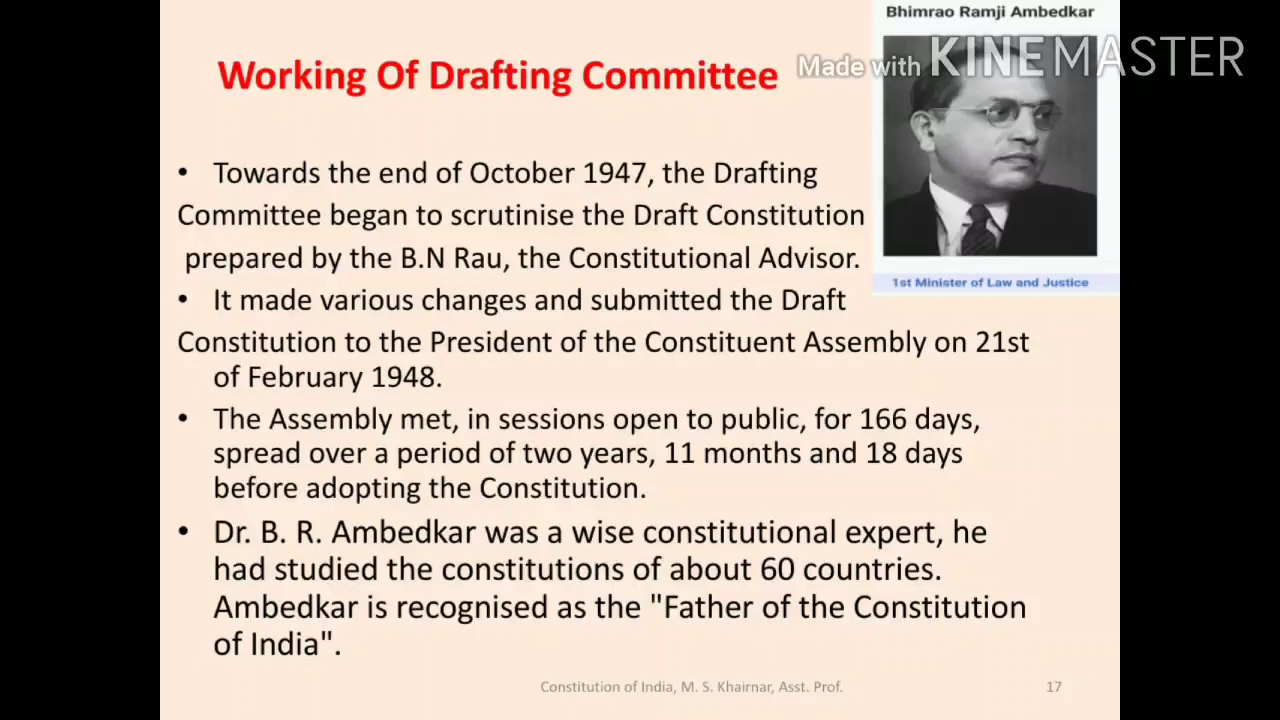 Bhimrao Ramji Ambedkar
Made with KINEMASTER
Working Of Drafting Committee
• Towards the end of October 1947, the Drafting
Committee began to scrutinise the Draft Constitution
prepared by the B.N Rau, the Constitutional Advisor.
1st Minister of Law and Justice
• It made various changes and submitted the Draft
Constitution to the President of the Constituent Assembly on 21st
of February 1948.
• The Assembly met, in sessions open to public, for 166 days,
spread over a period of two years, 11 months and 18 days
before adopting the Constitution.
• Dr. B. R. Ambedkar was a wise constitutional expert, he
had studied the constitutions of about 60 countries.
Ambedkar is recognised as the "Father of the Constitution
of India".
Constitution of India, M. S. Khairnar, Asst. Prof. 17